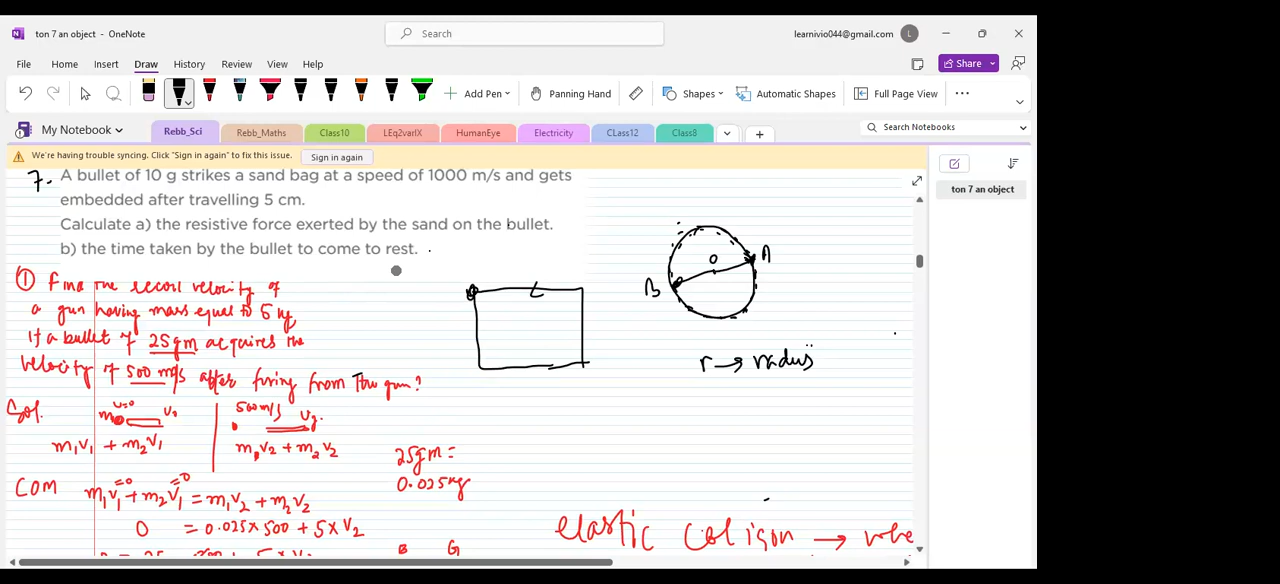 ton 7 an object - OneNote
Search
learnivio044@gmail.com
L
File Home Insert Draw History Review View Help
Share
Add Pen
Panning Hand
Shapes
Automatic Shapes
Full Page View
My Notebook
Rebb_Sci
Rebb_Maths
Class10
LEq2varIX
HumanEye
Electricity
CLass12
Class8
Search Notebooks
We're having trouble syncing. Click "Sign in again" to fix this issue.
Sign in again
ton 7 an object
7. A bullet of 10 g strikes a sand bag at a speed of 1000 m/s and gets
embedded after travelling 5 cm.
Calculate a) the resistive force exerted by the sand on the bullet.
b) the time taken by the bullet to come to rest.
A
O
B
r → radius
① Find the recoil velocity of
a gun having mass equal to 5 kg,
if a bullet of 25gm acquires the
velocity of 500 m/s after firing from the gun?
Sol.
500 m/s
m₁v₁ + m₂v₁
m₁v₂ + m₂v₂
25gm =
0.025kg
COM m₁v₁ + m₂v₁ = m₁v₂ + m₂v₂
=0 =0
0 = 0.025 × 500 + 5 × v₂
B G
elastic colison →